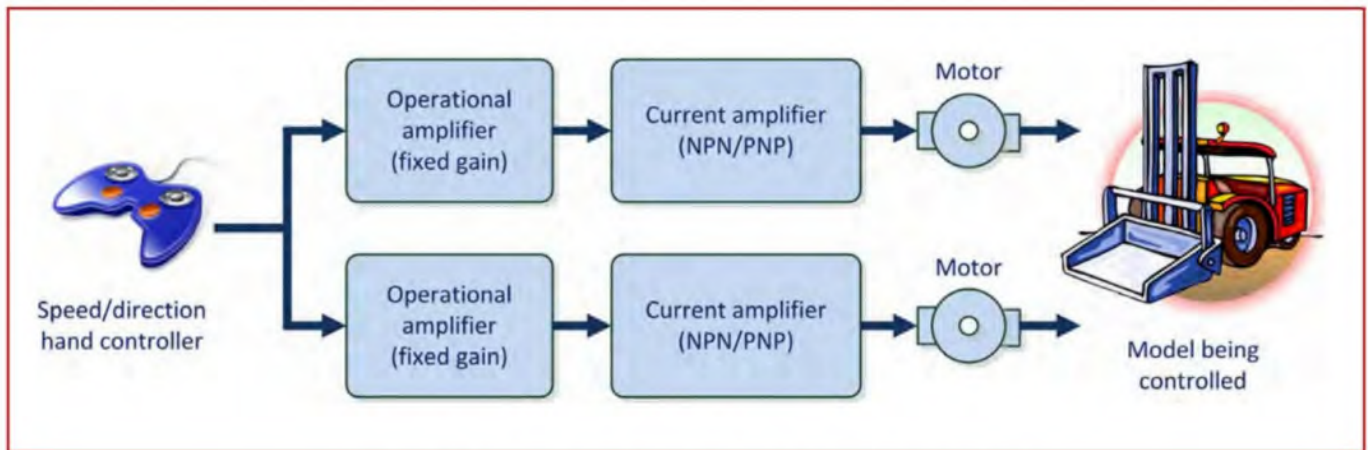 Speed/direction
hand controller
Operational
amplifier
(fixed gain)
Current amplifier
(NPN/PNP)
Motor
Operational
amplifier
(fixed gain)
Current amplifier
(NPN/PNP)
Motor
Model being
controlled